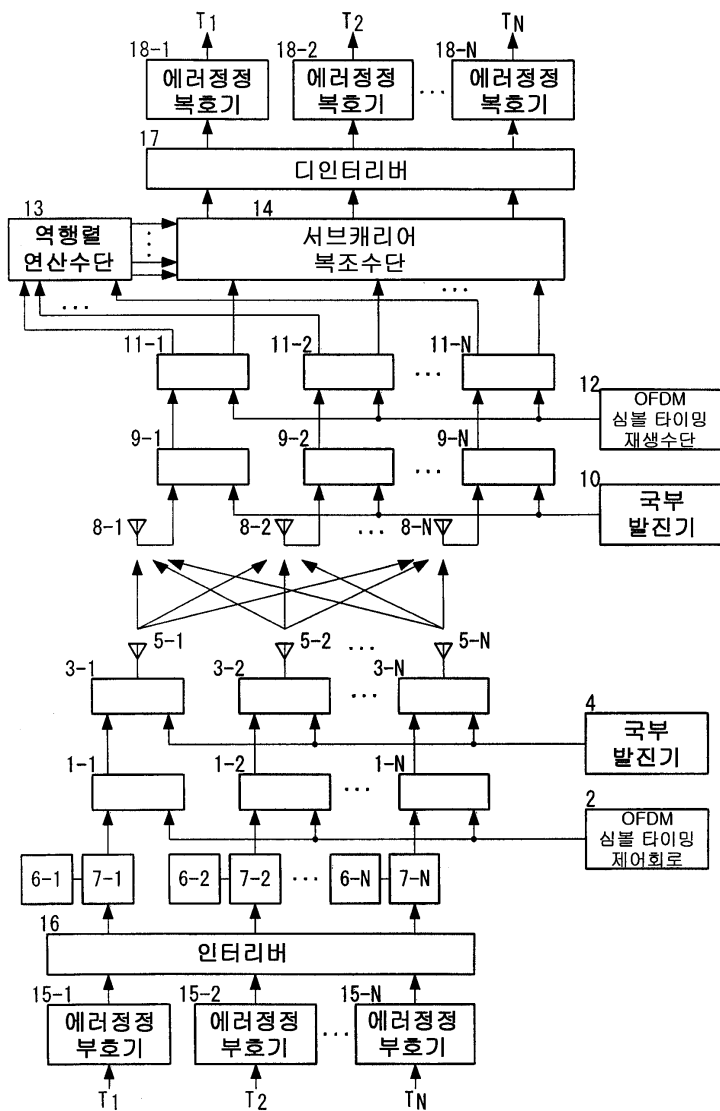 T1 T2 TN
18-1 18-2 18-N
에러정정 에러정정 에러정정
복호기 복호기 ... 복호기
17
디인터리버
13 14
역행렬 서브캐리어
연산수단 복조수단
... ...
11-1 11-2 11-N
... 12
OFDM
심볼 타이밍
재생수단
9-1 9-2 9-N
... 10
국부
발진기
8-1 8-2 ... 8-N
5-1 5-2 ... 5-N
3-1 3-2 ... 3-N
4
국부
발진기
1-1 1-2 ... 1-N
2
OFDM
심볼 타이밍
제어회로
6-1 7-1 6-2 7-2 ... 6-N 7-N
16
인터리버
15-1 15-2 15-N
에러정정 에러정정 에러정정
부호기 부호기 ... 부호기
T1 T2 TN